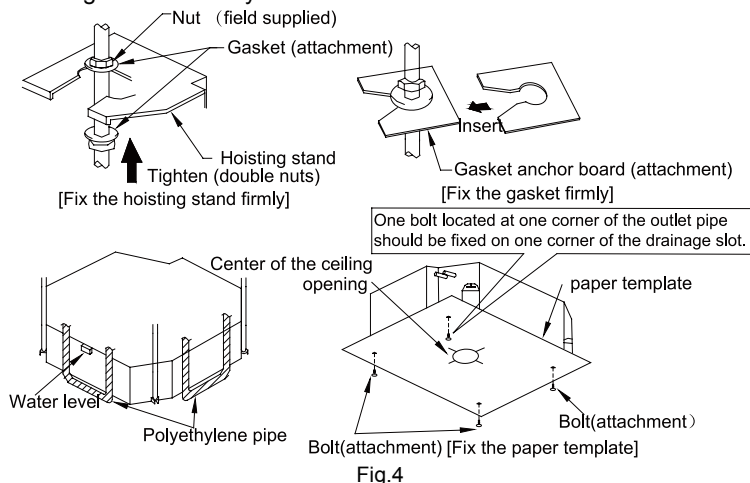 Nut （field supplied)
Gasket (attachment)
Hoisting stand
Tighten (double nuts)
[Fix the hoisting stand firmly]
Insert
Gasket anchor board (attachment)
[Fix the gasket firmly]
One bolt located at one corner of the outlet pipe
should be fixed on one corner of the drainage slot.
Center of the ceiling
opening
paper template
Water level
Polyethylene pipe
Bolt(attachment)
Bolt(attachment）
[Fix the paper template]
Fig.4